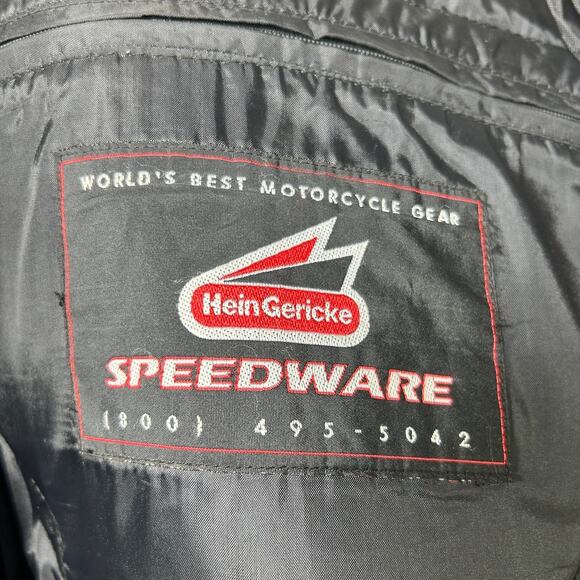 WORLD'S BEST MOTORCYCLE GEAR
HeinGericke
SPEEDWARE
(800) 495-5042